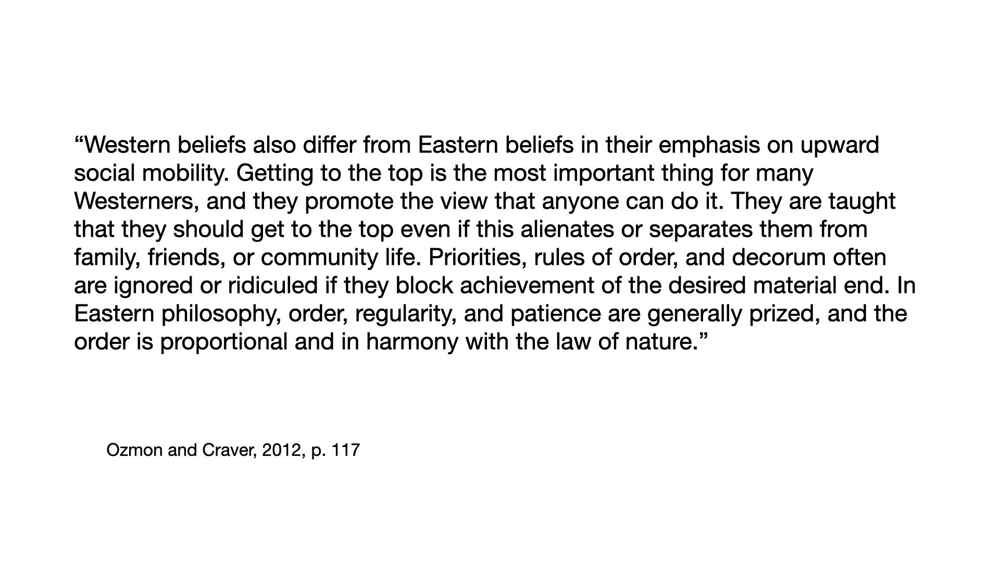 “Western beliefs also differ from Eastern beliefs in their emphasis on upward
social mobility. Getting to the top is the most important thing for many
Westerners, and they promote the view that anyone can do it. They are taught
that they should get to the top even if this alienates or separates them from
family, friends, or community life. Priorities, rules of order, and decorum often
are ignored or ridiculed if they block achievement of the desired material end. In
Eastern philosophy, order, regularity, and patience are generally prized, and the
order is proportional and in harmony with the law of nature.”
Ozmon and Craver, 2012, p. 117